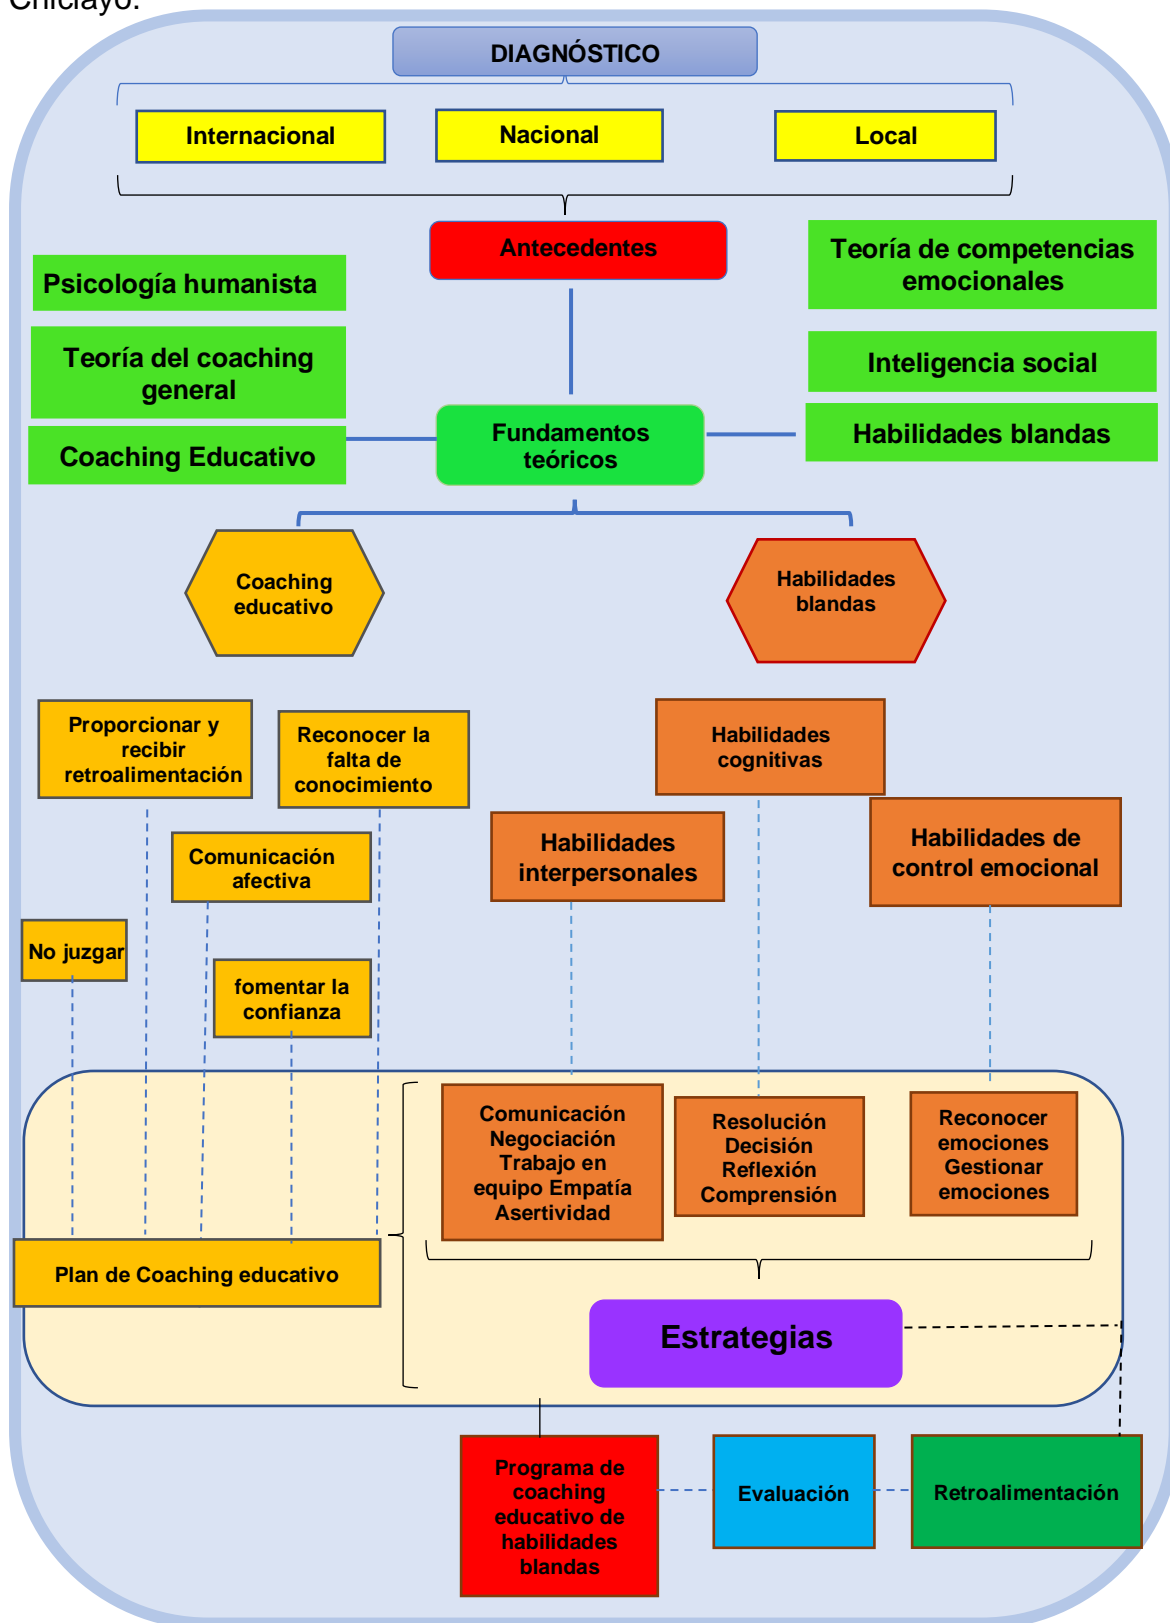 Chiclayo.
DIAGNÓSTICO
Internacional
Nacional
Local
Antecedentes
Psicología humanista
Teoría del coaching
general
Coaching Educativo
Teoría de competencias
emocionales
Inteligencia social
Habilidades blandas
Fundamentos
teóricos
Coaching
educativo
Habilidades
blandas
Proporcionar y
recibir
retroalimentación
Reconocer la
falta de
conocimiento
Comunicación
afectiva
No juzgar
fomentar la
confianza
Habilidades
cognitivas
Habilidades
interpersonales
Habilidades de
control emocional
Comunicación
Negociación
Trabajo en
equipo Empatía
Asertividad
Resolución
Decisión
Reflexión
Comprensión
Reconocer
emociones
Gestionar
emociones
Plan de Coaching educativo
Estrategias
Programa de
coaching
educativo de
habilidades
blandas
Evaluación
Retroalimentación